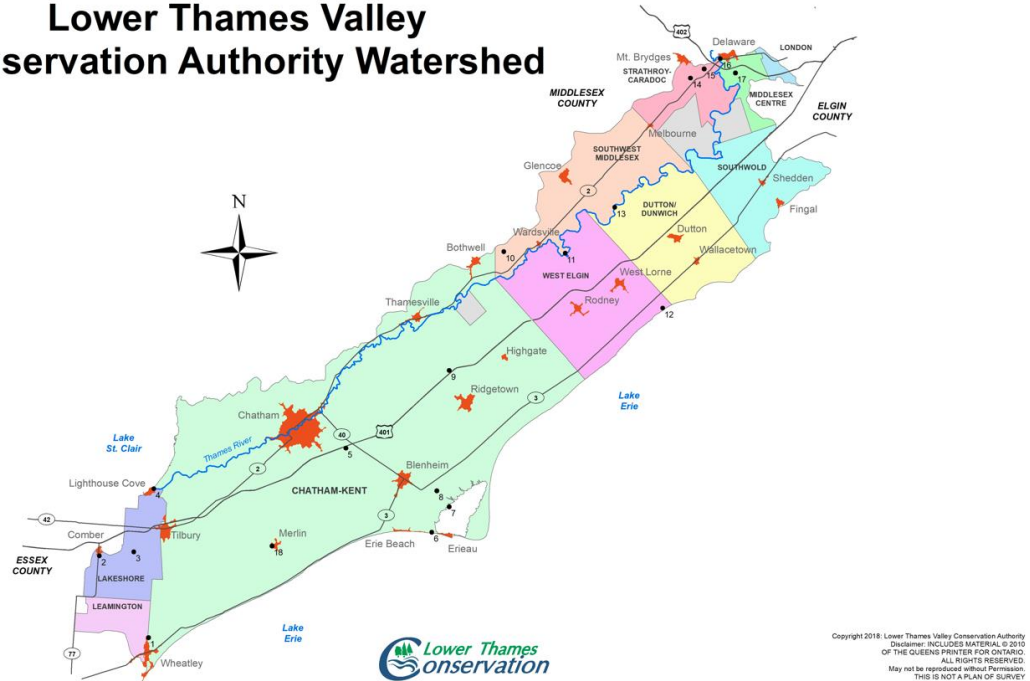 Lower Thames Valley
servation Authority Watershed
402
Delaware
LONDON
Mt. Brydges
16
STRATHROY-
CARADOC
15
17
14
MIDDLESEX
CENTRE
MIDDLESEX
COUNTY
ELGIN
COUNTY
Melbourne
SOUTHWEST
MIDDLESEX
Glencoe
SOUTHWOLD
Shedden
2
N
DUTTON/
DUNWICH
13
Fingal
Dutton
Wardsville
Bothwell
10
11
Wallacetown
WEST ELGIN
West Lorne
Thamesville
Rodney
12
Highgate
9
Ridgetown
3
Lake
Erie
Chatham
40
401
Lake
St. Clair
Thames River
5
2
Blenheim
Lighthouse Cove
4
CHATHAM-KENT
8
7
3
42
Comber
Tilbury
Merlin
18
Erie Beach
6
Erieau
2
3
ESSEX
COUNTY
LAKESHORE
LEAMINGTON
Lake
Erie
1
77
Wheatley
Lower Thames
Conservation
Copyright 2018: Lower Thames Valley Conservation Authority
Disclaimer: INCLUDES MATERIAL © 2010
OF THE QUEENS PRINTER FOR ONTARIO.
ALL RIGHTS RESERVED.
May not be reproduced without Permission.
THIS IS NOT A PLAN OF SURVEY